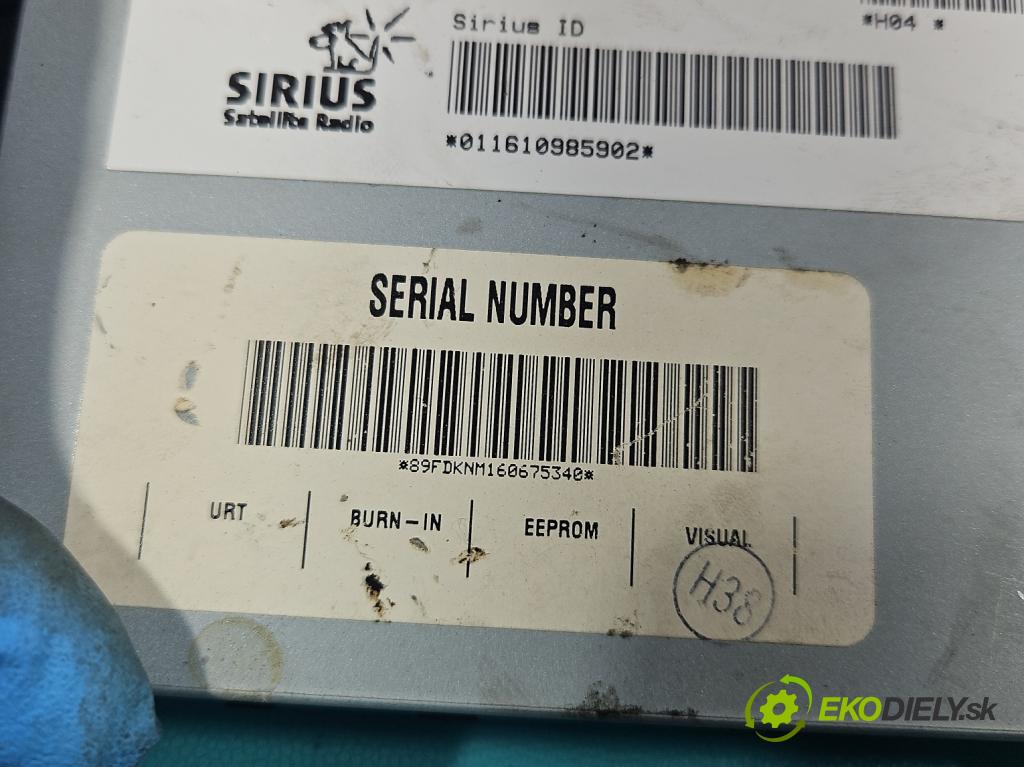 Sirius ID
*H04 *
SIRIUS
Satellite Radio
*011610985902*
SERIAL NUMBER
*89FDKNM160675340*
URT
BURN-IN
EEPROM
VISUAL
H38
EKODIELY.sk